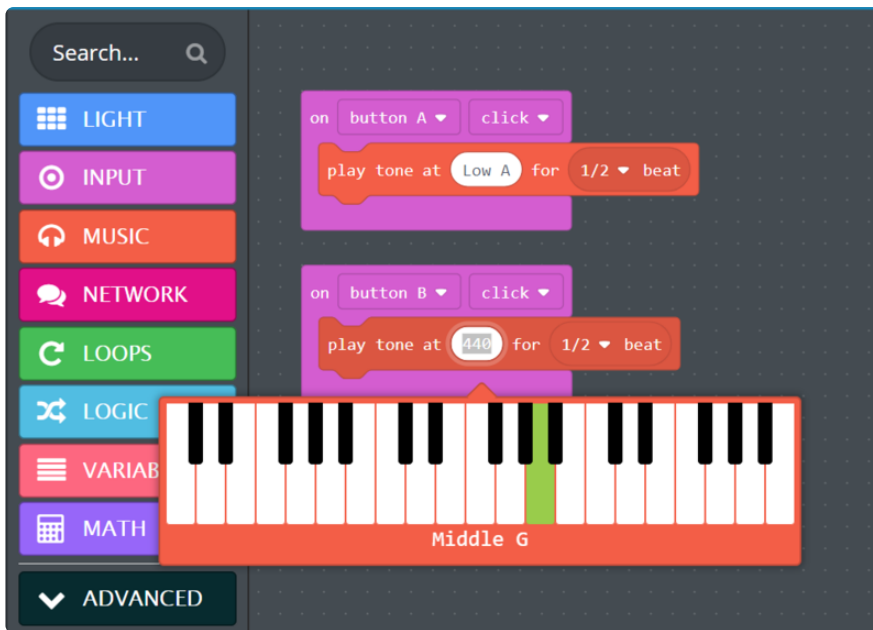 Search...
LIGHT
INPUT
MUSIC
NETWORK
LOOPS
LOGIC
VARIAB
MATH
ADVANCED
on button A click
play tone at Low A for 1/2 beat
on button B click
play tone at 440 for 1/2 beat
Middle G